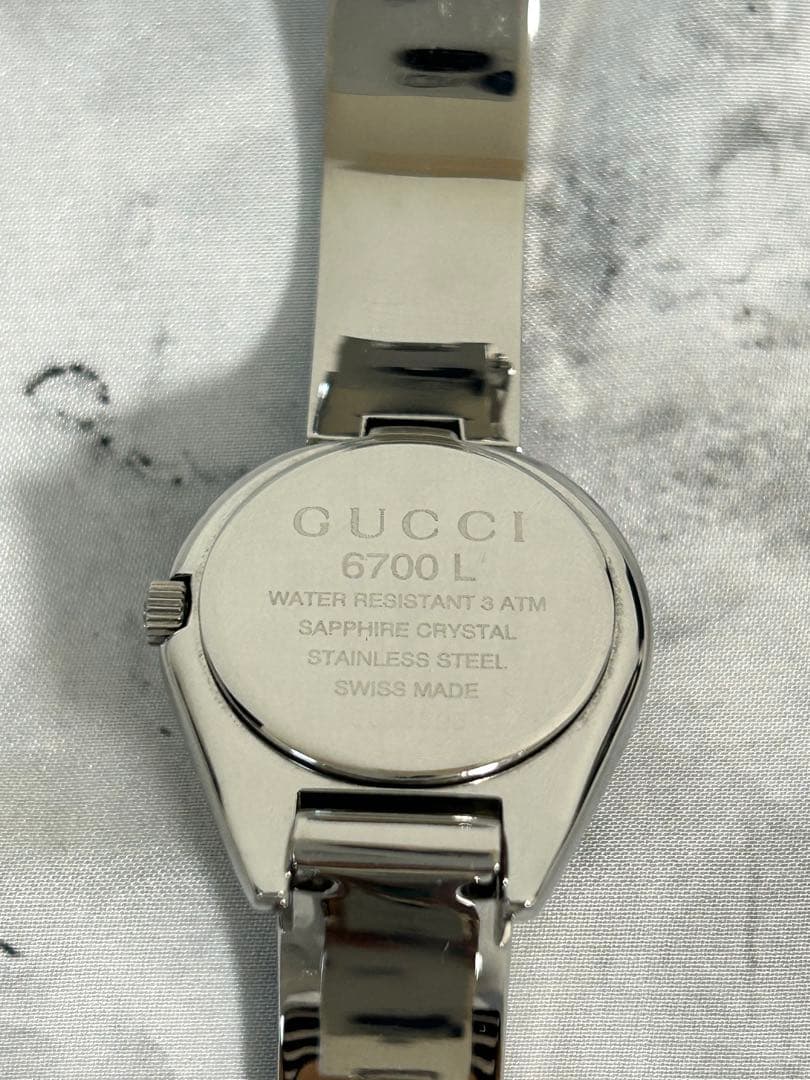 GUCCI
6700 L
WATER RESISTANT 3 ATM
SAPPHIRE CRYSTAL
STAINLESS STEEL
SWISS MADE